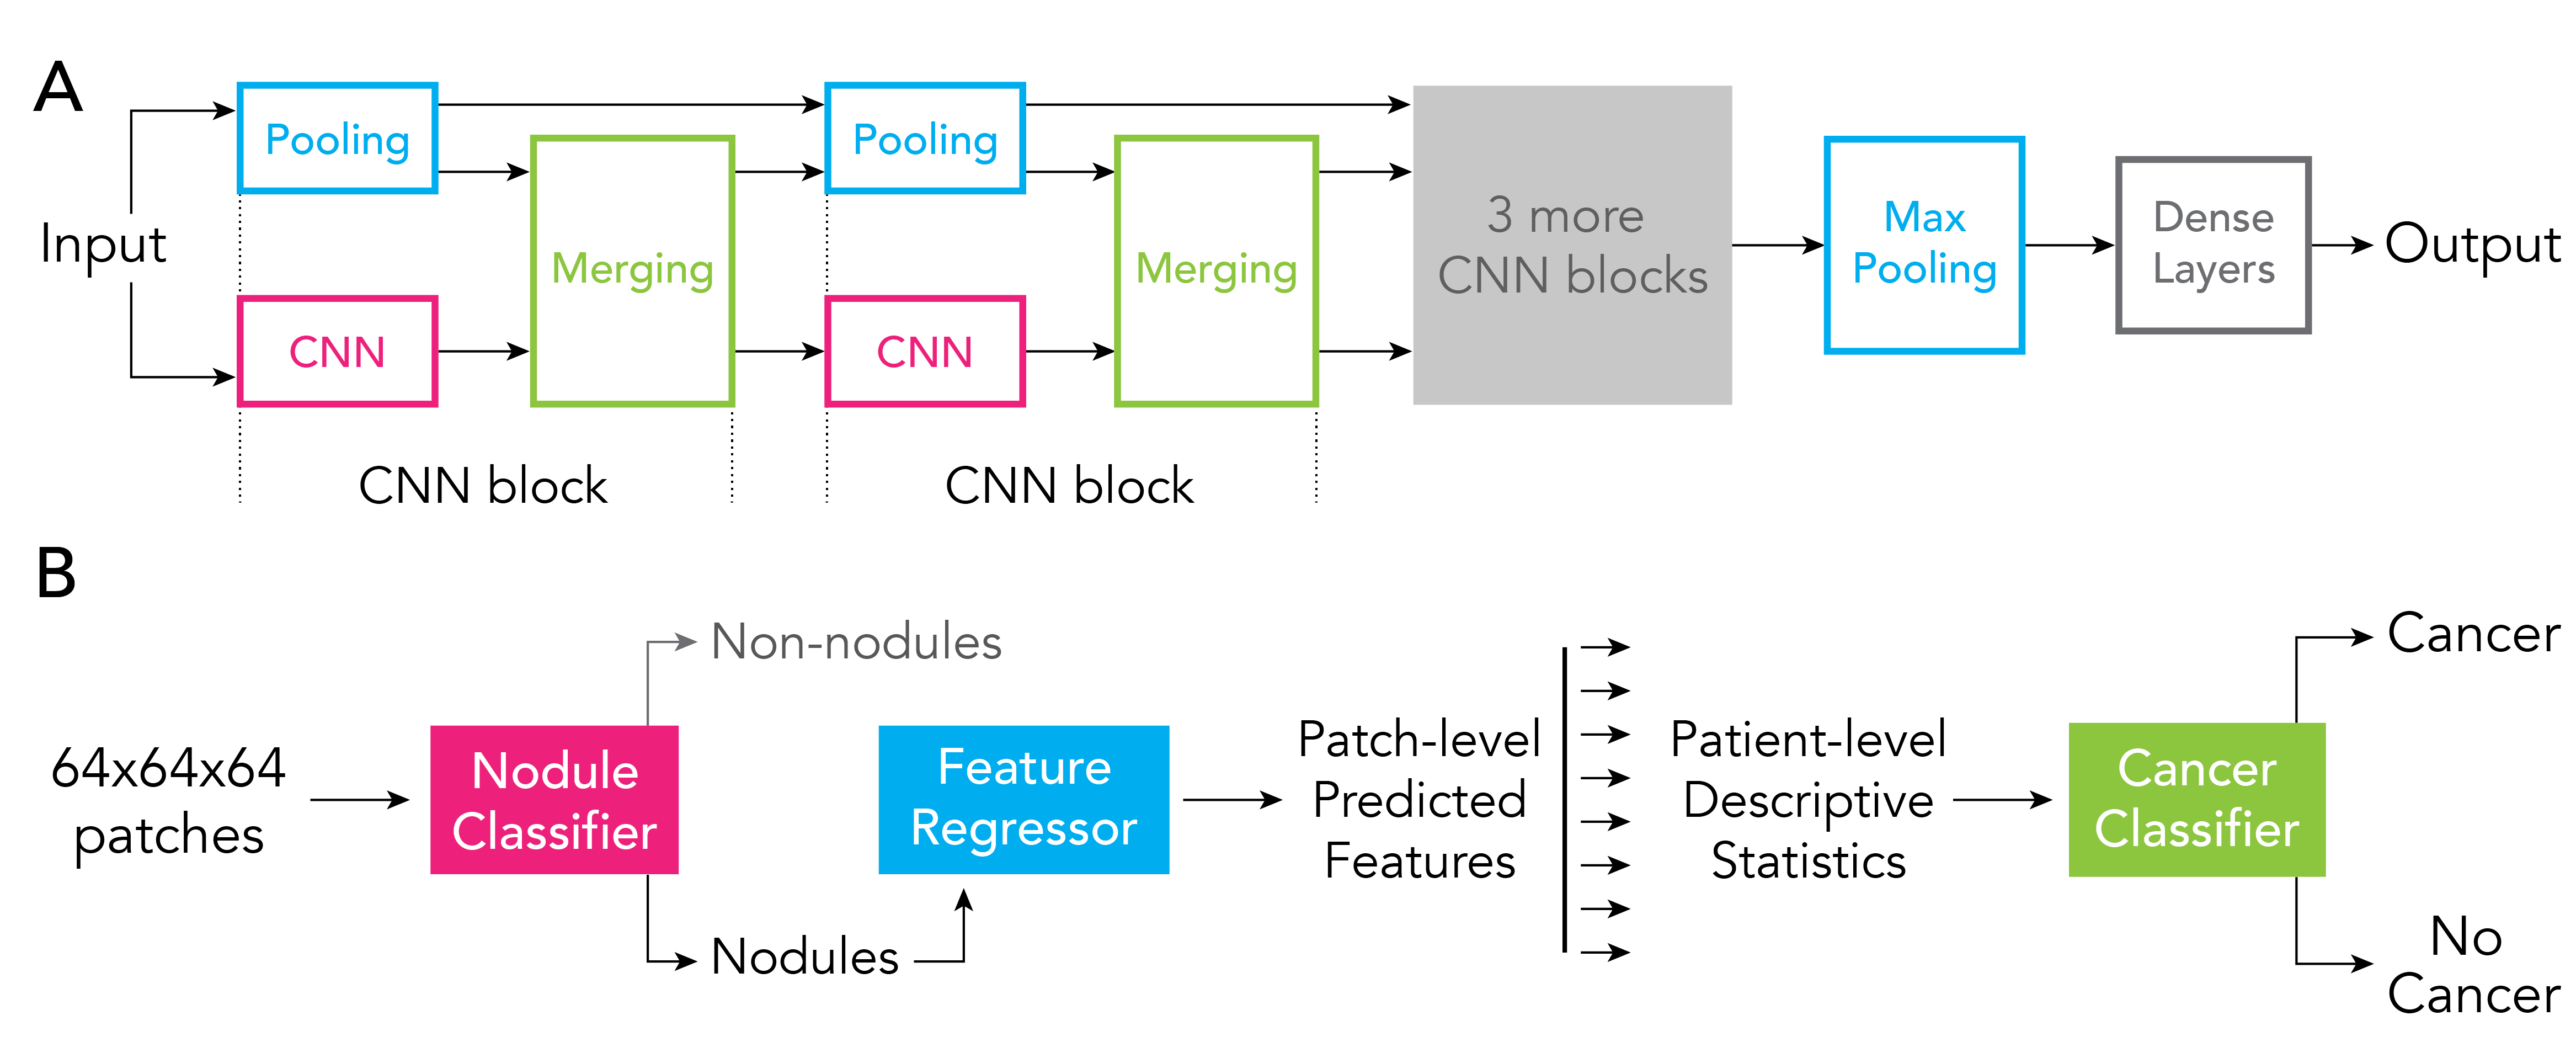 A
Pooling
Pooling
Input
Merging
Merging
CNN
CNN
3 more
CNN blocks
Max
Pooling
Dense
Layers
Output
CNN block
CNN block
B
64x64x64
patches
Nodule
Classifier
Non-nodules
Nodules
Feature
Regressor
Patch-level
Predicted
Features
Patient-level
Descriptive
Statistics
Cancer
Classifier
Cancer
No
Cancer